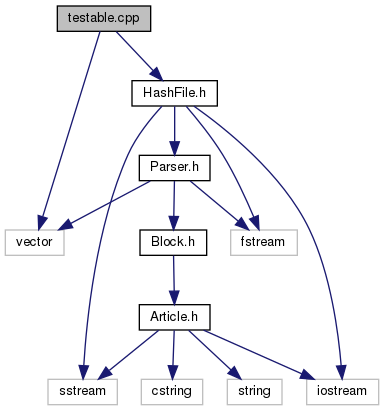 testable.cpp
HashFile.h
Parser.h
vector
Block.h
fstream
Article.h
sstream
cstring
string
iostream